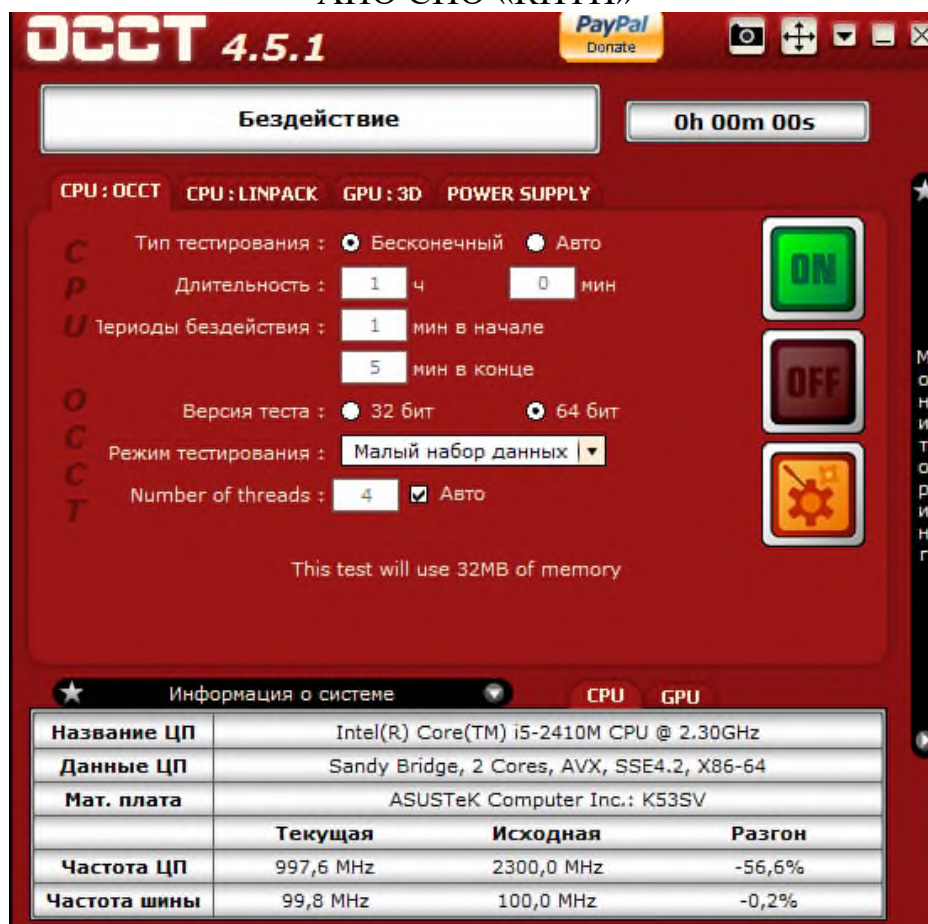 OCCT 4.5.1
PayPal
Donate
Бездействие
0h 00m 00s
CPU : OCCT CPU : LINPACK GPU : 3D POWER SUPPLY
CPU OCCT
Тип тестирования : Бесконечный Авто
Длительность : 1 ч 0 мин
Периоды бездействия : 1 мин в начале
5 мин в конце
Версия теста : 32 бит 64 бит
Режим тестирования : Малый набор данных
Number of threads : 4 Авто
This test will use 32MB of memory
ON
OFF
Информация о системе CPU GPU
Название ЦП Intel(R) Core(TM) i5-2410M CPU @ 2.30GHz
Данные ЦП Sandy Bridge, 2 Cores, AVX, SSE4.2, X86-64
Мат. плата ASUSTeK Computer Inc.: K53SV
Текущая Исходная Разгон
Частота ЦП 997,6 MHz 2300,0 MHz -56,6%
Частота шины 99,8 MHz 100,0 MHz -0,2%